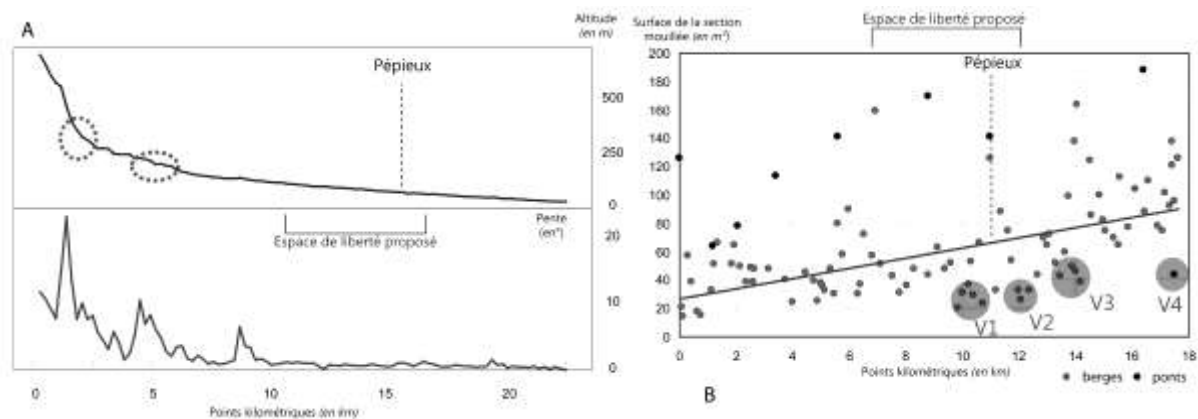 A
Altitude
(en m)
Pépieux
500
250
0
Pente
(en°)
Espace de liberté proposé
20
10
0
0 5 10 15 20
Points kilométriques (en km)
Espace de liberté proposé
Surface de la section
mouillée (en m²)
Pépieux
200
180
160
140
120
100
80
60
40
20
0
V1
V2
V3
V4
0 2 4 6 8 10 12 14 16 18
Points kilométriques (en km)
B
berges ponts